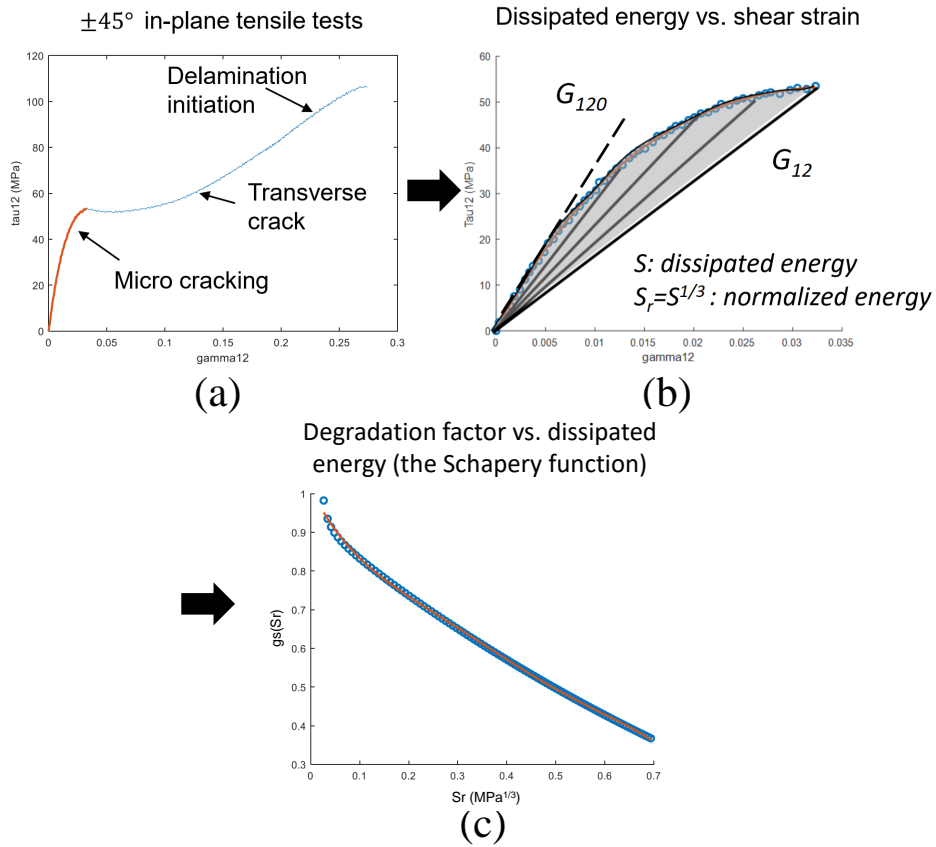 ±45° in-plane tensile tests
120
100
80
60
40
20
0
tau12 (MPa)
Delamination
initiation
Transverse
crack
Micro cracking
0
0.05
0.1
0.15
0.2
0.25
0.3
gamma12
(a)
Dissipated energy vs. shear strain
60
50
40
30
20
10
0
Tau12 (MPa)
G120
G12
S: dissipated energy
Sr=S1/3 : normalized energy
0
0.005
0.01
0.015
0.02
0.025
0.03
0.035
gamma12
(b)
Degradation factor vs. dissipated
energy (the Schapery function)
1
0.9
0.8
0.7
0.6
0.5
0.4
0.3
gs(Sr)
0
0.1
0.2
0.3
0.4
0.5
0.6
0.7
Sr (MPa1/3)
(c)